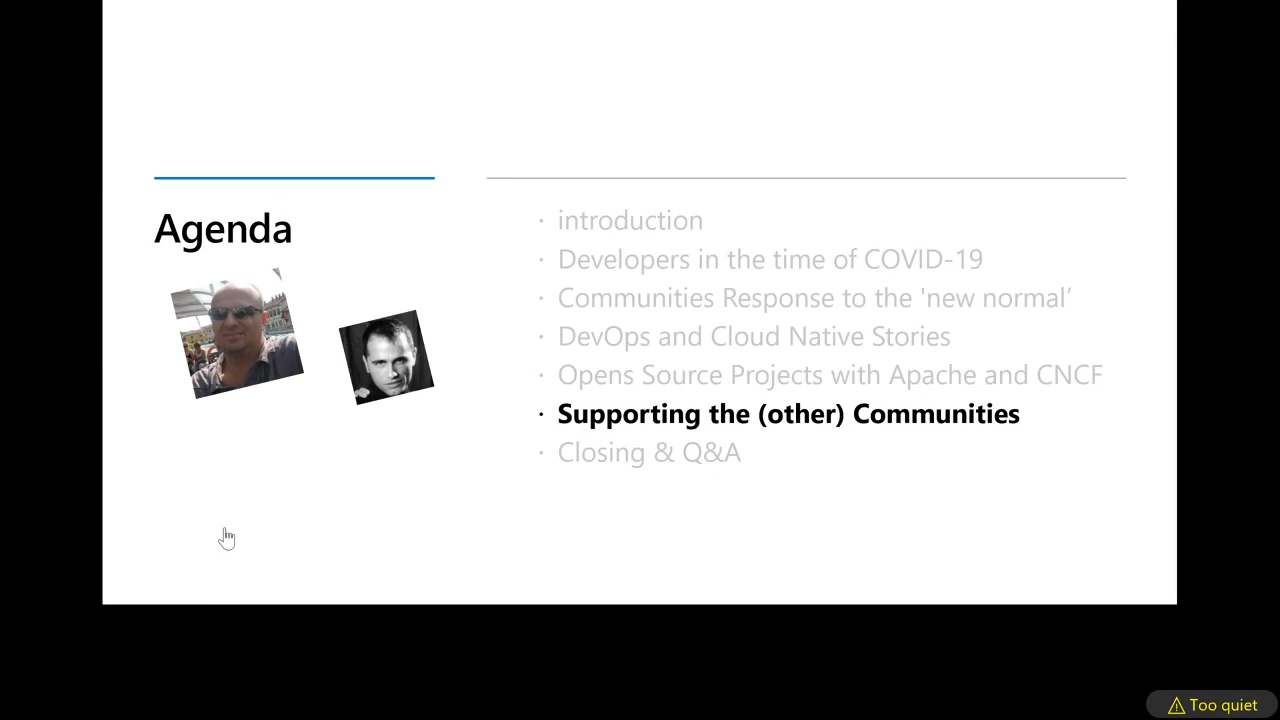 Agenda
· introduction
· Developers in the time of COVID-19
· Communities Response to the 'new normal’
· DevOps and Cloud Native Stories
· Opens Source Projects with Apache and CNCF
· Supporting the (other) Communities
· Closing & Q&A
Too quiet